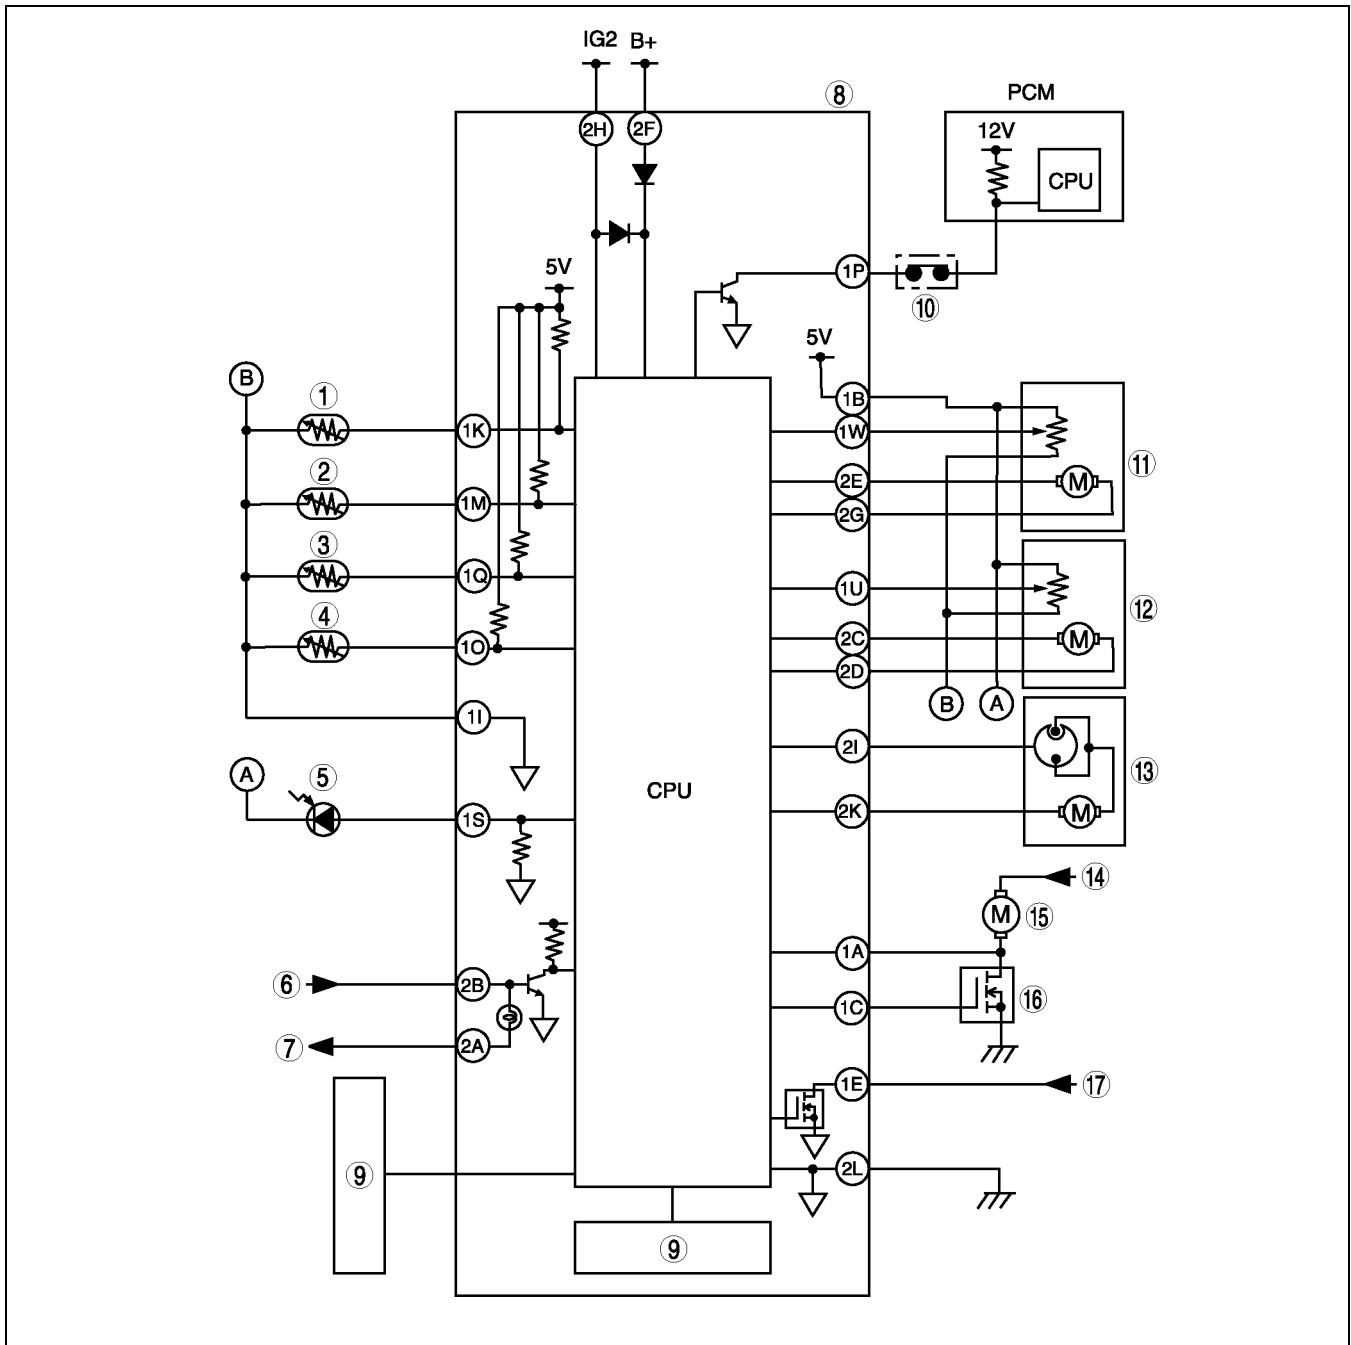 IG2 B+
⑧
PCM
2H 2F
12V
CPU
5V
1P
⑩
5V
B
①
1K
1B
1W
②
1M
2E
⑪
2G
③
1Q
1U
④
1O
⑫
2C
M
2D
1I
B A
2I
A
⑤
CPU
⑬
1S
2K
M
⑭
M
⑮
⑥
2B
1A
⑯
1C
⑦
2A
1E
⑰
⑨
2L
⑨
M